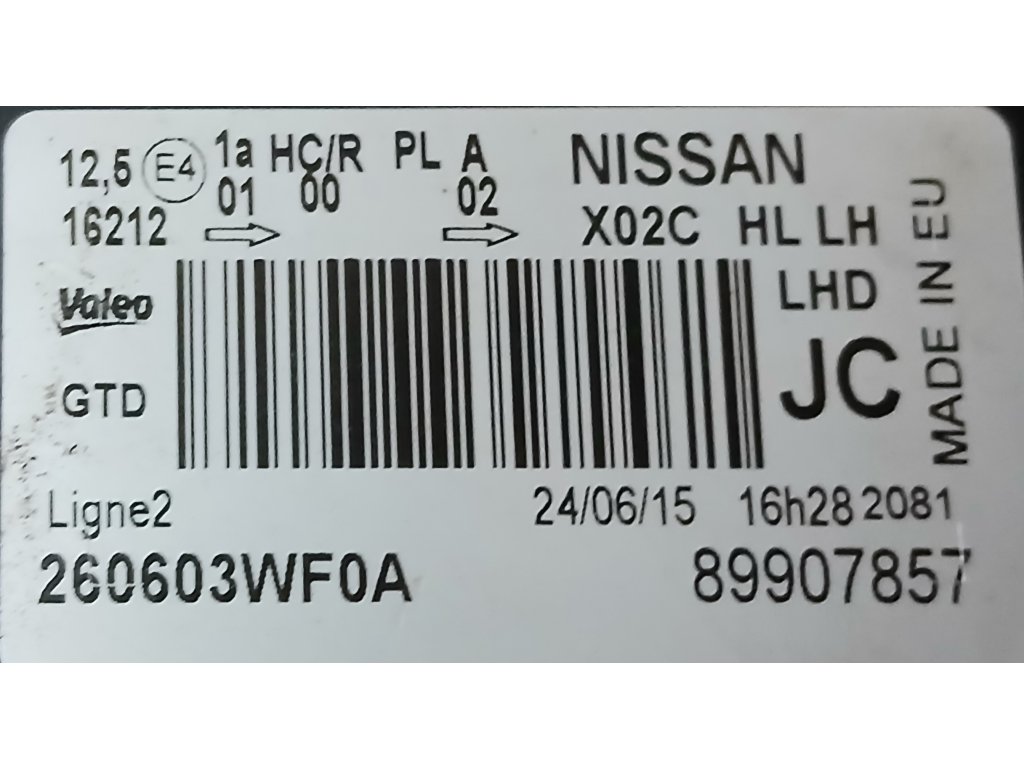 12,5 E4 1a HC/R PL A NISSAN
01 00 02
16212 X02C HL LH
Valeo LHD
GTD JC
MADE IN EU
Ligne2 24/06/15 16h28 2081
260603WF0A 89907857